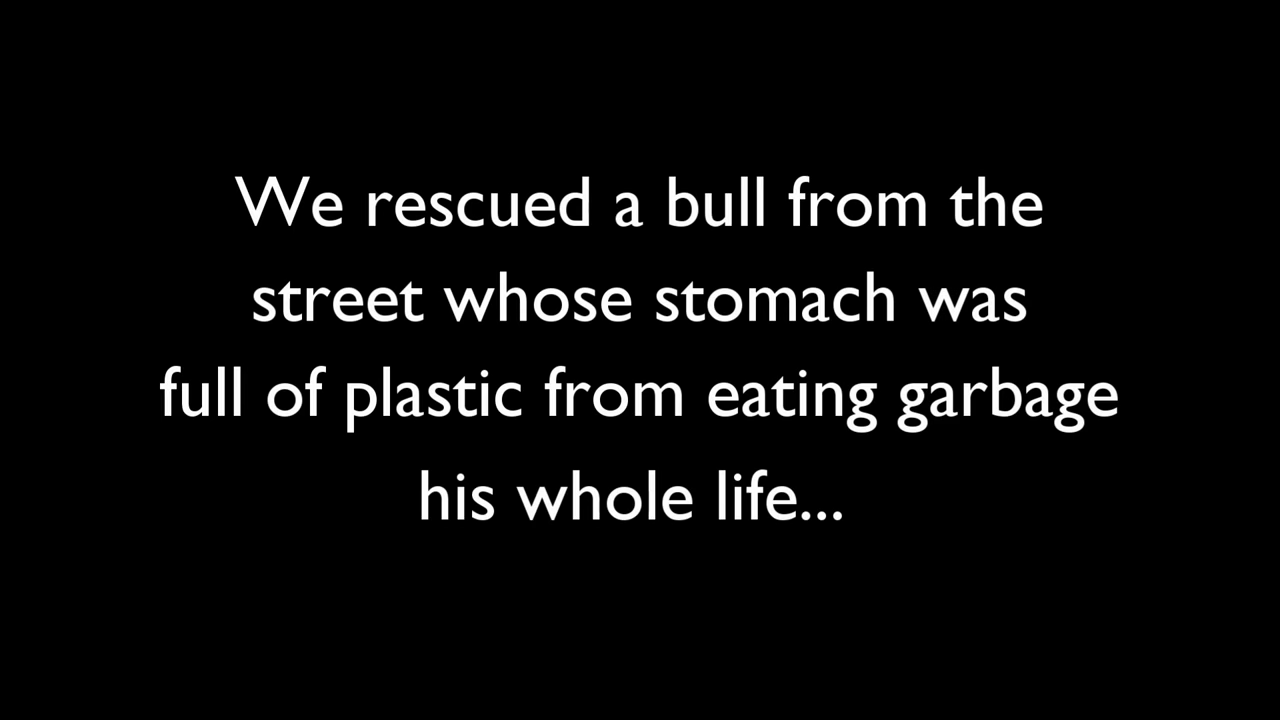 We rescued a bull from the
street whose stomach was
full of plastic from eating garbage
his whole life...